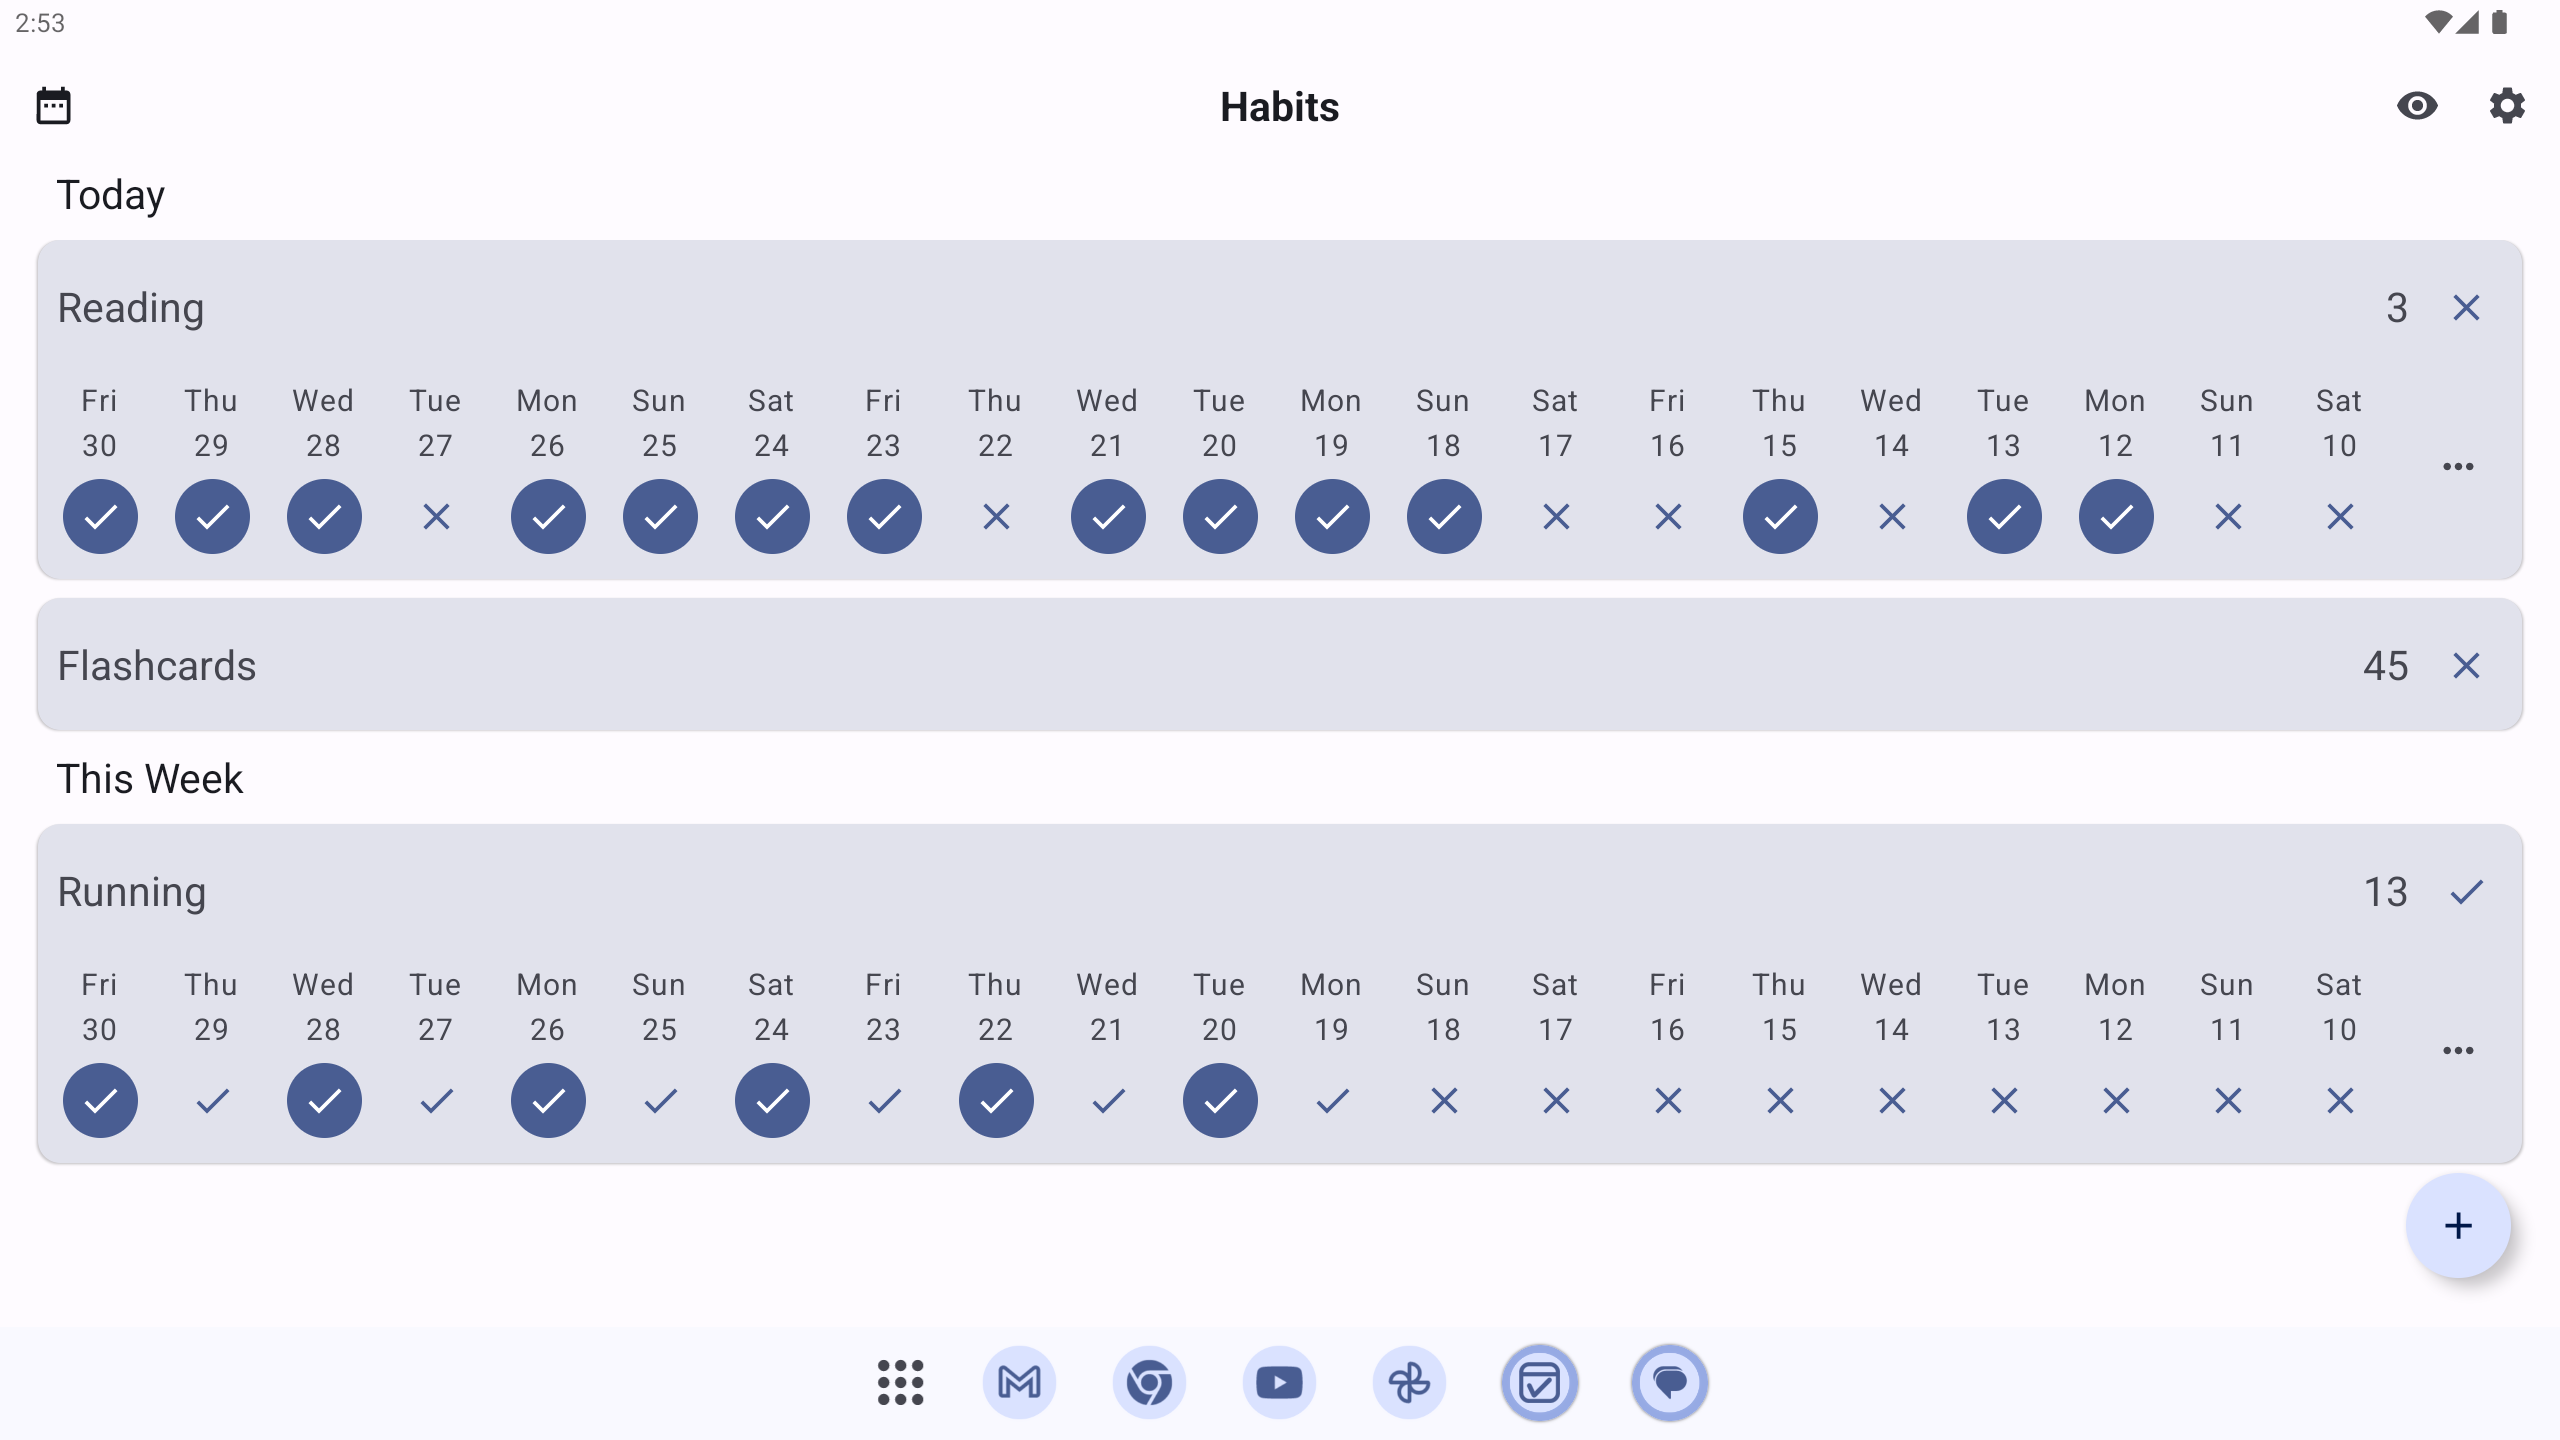 2:53
Habits
Today
Reading 3
Fri Thu Wed Tue Mon Sun Sat Fri Thu Wed Tue Mon Sun Sat Fri Thu Wed Tue Mon Sun Sat
30 29 28 27 26 25 24 23 22 21 20 19 18 17 16 15 14 13 12 11 10
Flashcards 45
This Week
Running 13
Fri Thu Wed Tue Mon Sun Sat Fri Thu Wed Tue Mon Sun Sat Fri Thu Wed Tue Mon Sun Sat
30 29 28 27 26 25 24 23 22 21 20 19 18 17 16 15 14 13 12 11 10